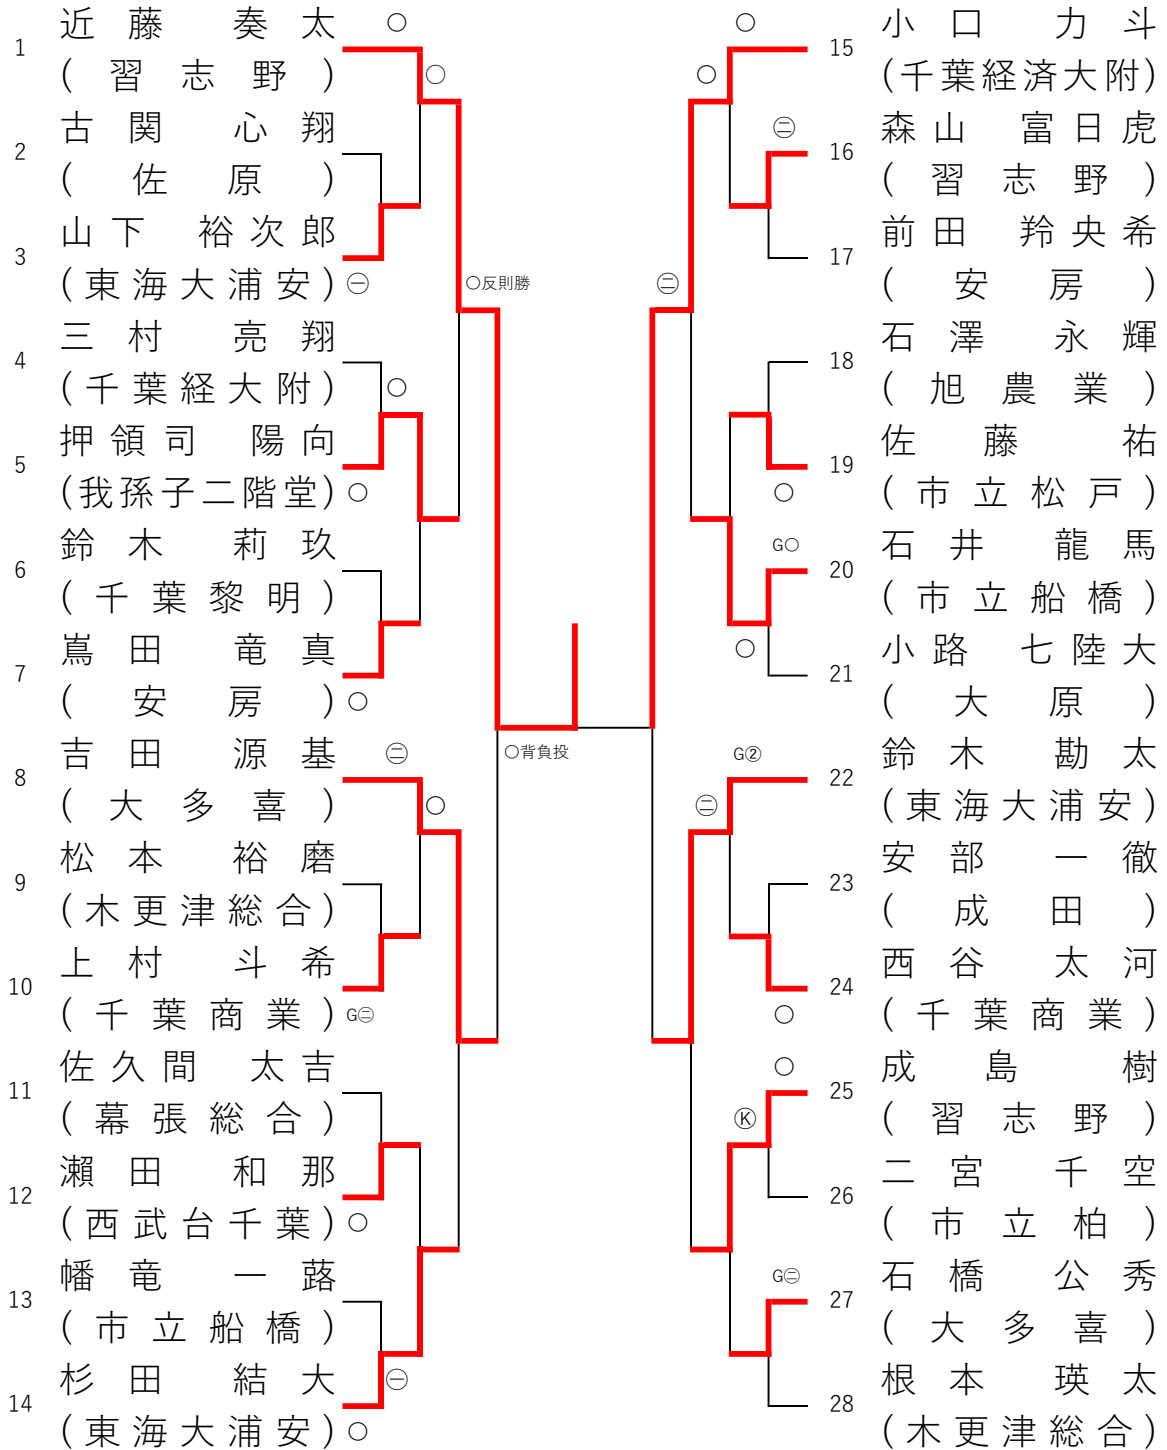 近藤 奏太
1
(習志野)
○
○
古関 心翔
2
(佐原)
山下 裕次郎
3
(東海大浦安)
㊀
○反則勝
三村 亮翔
4
(千葉経大附)
○
押領司 陽向
5
(我孫子二階堂)
○
鈴木 莉玖
6
(千葉黎明)
嶌田 竜真
7
(安房)
○
吉田 源基
8
(大多喜)
㊁
○
○背負投
松本 裕磨
9
(木更津総合)
上村 斗希
10
(千葉商業)
G㊁
佐久間 太吉
11
(幕張総合)
瀬田 和那
12
(西武台千葉)
○
幡竜 一蕗
13
(市立船橋)
杉田 結大
14
(東海大浦安)
㊀
○
小口 力斗
15
(千葉経済大附)
○
○
森山 富日虎
16
(習志野)
㊁
前田 羚央希
17
(安房)
㊁
石澤 永輝
18
(旭農業)
佐藤 祐
19
(市立松戸)
○
石井 龍馬
20
(市立船橋)
G○
小路 七陸大
21
(大原)
○
鈴木 勘太
22
(東海大浦安)
G②
㊁
安部 一徹
23
(成田)
西谷 太河
24
(千葉商業)
○
成島 樹
25
(習志野)
○
Ⓚ
二宮 千空
26
(市立柏)
石橋 公秀
27
(大多喜)
G㊁
根本 瑛太
28
(木更津総合)